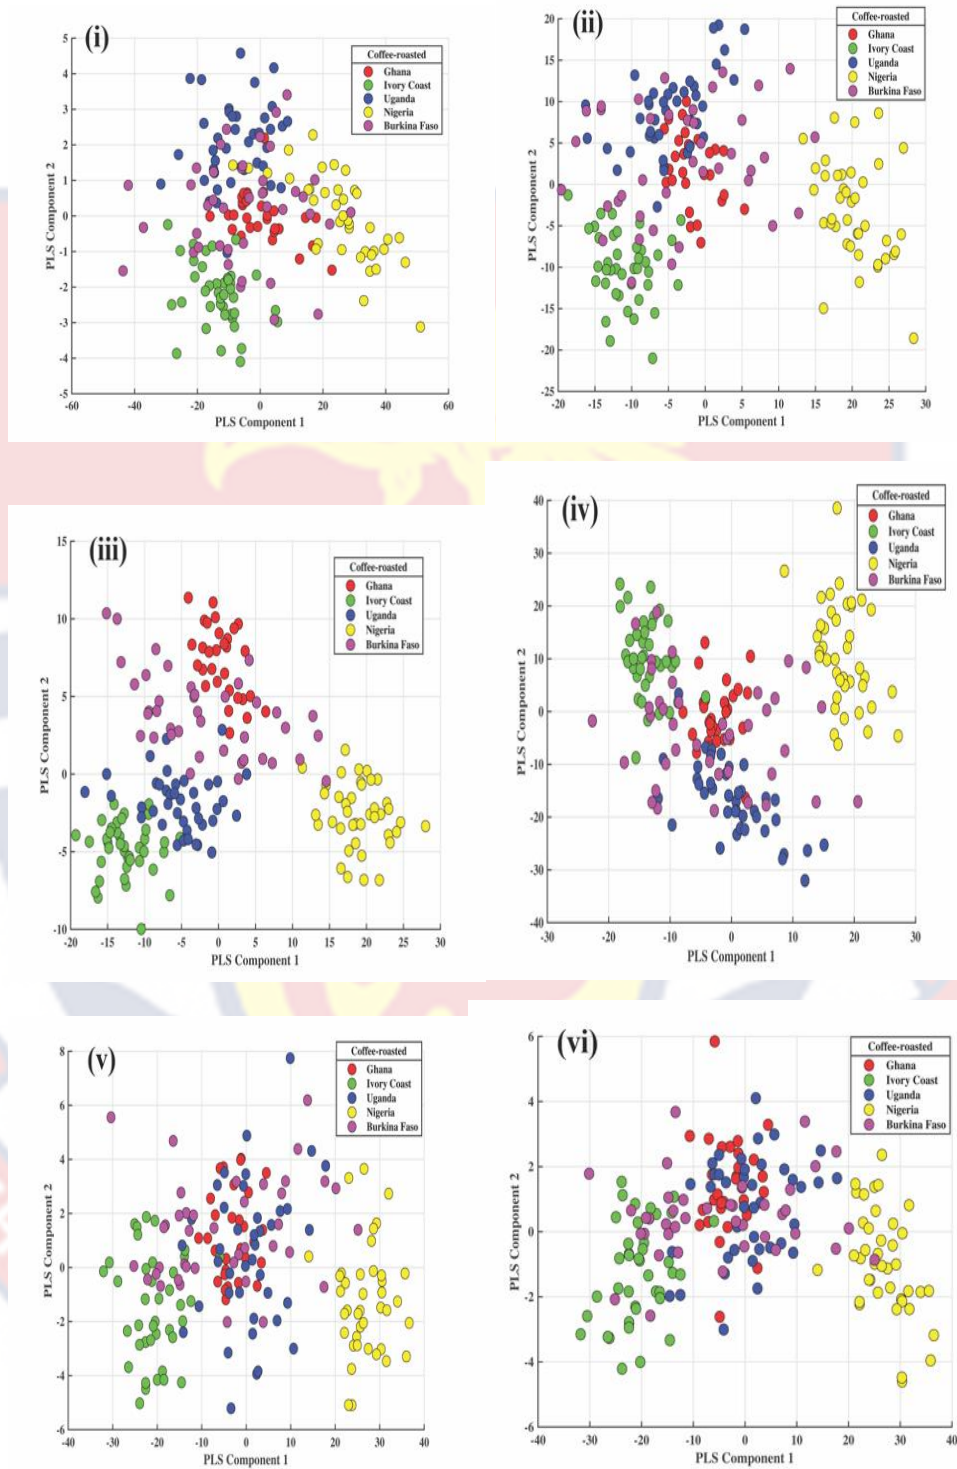 (i)
Coffee-roasted
Ghana
Ivory Coast
Uganda
Nigeria
Burkina Faso
5
4
3
2
1
0
-1
-2
-3
-4
-5
PLS Component 2
-60 -40 -20 0 20 40 60
PLS Component 1
(ii)
Coffee-roasted
Ghana
Ivory Coast
Uganda
Nigeria
Burkina Faso
20
15
10
5
0
-5
-10
-15
-20
-25
PLS Component 2
-20 -15 -10 -5 0 5 10 15 20 25 30
PLS Component 1
(iii)
Coffee-roasted
Ghana
Ivory Coast
Uganda
Nigeria
Burkina Faso
15
10
5
0
-5
-10
PLS Component 2
-20 -15 -10 -5 0 5 10 15 20 25 30
PLS Component 1
(iv)
Coffee-roasted
Ghana
Ivory Coast
Uganda
Nigeria
Burkina Faso
40
30
20
10
0
-10
-20
-30
-40
PLS Component 2
-30 -20 -10 0 10 20 30
PLS Component 1
(v)
Coffee-roasted
Ghana
Ivory Coast
Uganda
Nigeria
Burkina Faso
8
6
4
2
0
-2
-4
-6
PLS Component 2
-40 -30 -20 -10 0 10 20 30 40
PLS Component 1
(vi)
Coffee-roasted
Ghana
Ivory Coast
Uganda
Nigeria
Burkina Faso
6
4
2
0
-2
-4
-6
PLS Component 2
-40 -30 -20 -10 0 10 20 30 40
PLS Component 1